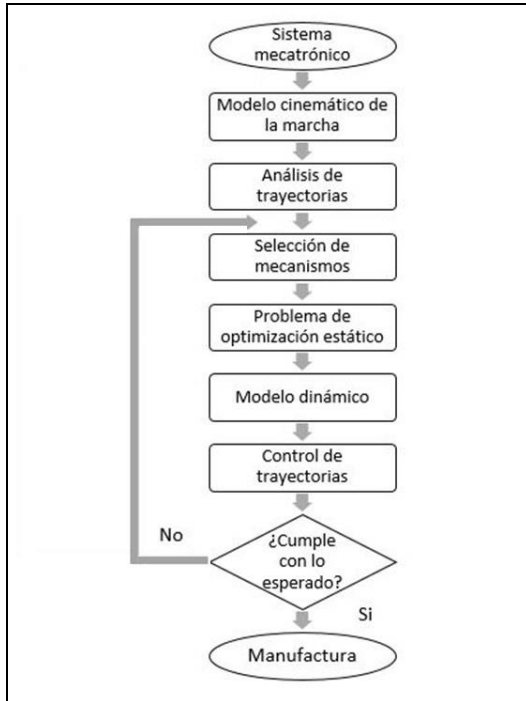 Sistema
mecatrónico
Modelo cinemático de
la marcha
Análisis de
trayectorias
Selección de
mecanismos
Problema de
optimización estático
Modelo dinámico
Control de
trayectorias
¿Cumple
con lo
esperado?
No
Si
Manufactura